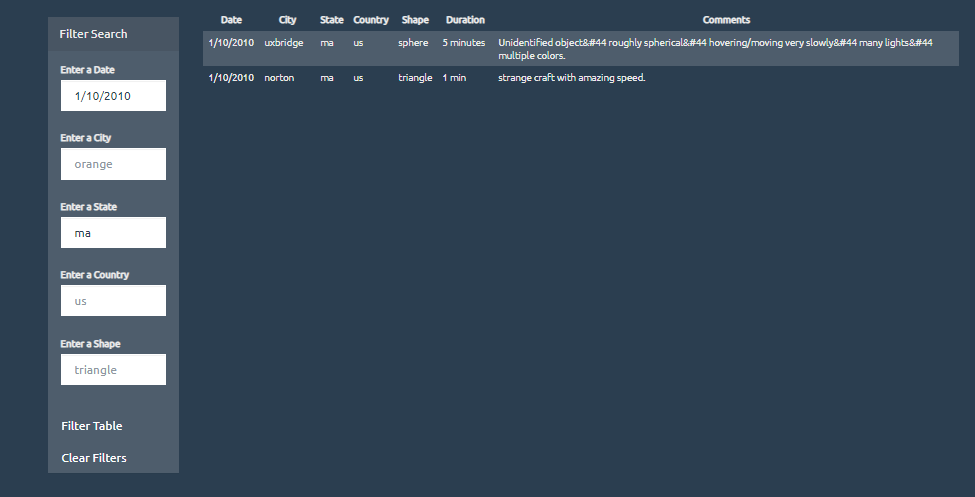 Filter Search
Enter a Date
1/10/2010
Enter a City
orange
Enter a State
ma
Enter a Country
us
Enter a Shape
triangle
Filter Table
Clear Filters
Date City State Country Shape Duration Comments
1/10/2010 uxbridge ma us sphere 5 minutes Unidentified object&#44 roughly spherical&#44 hovering/moving very slowly&#44 many lights&#44
multiple colors.
1/10/2010 norton ma us triangle 1 min strange craft with amazing speed.